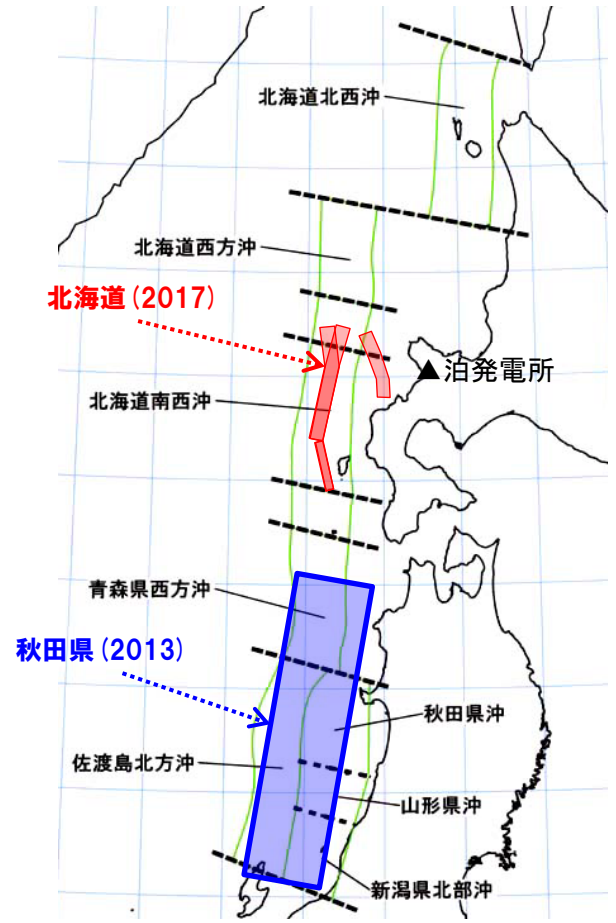 北海道北西沖
北海道西方沖
北海道(2017)
▲泊発電所
北海道南西沖
青森県西方沖
秋田県(2013)
秋田県沖
佐渡島北方沖
山形県沖
新潟県北部沖